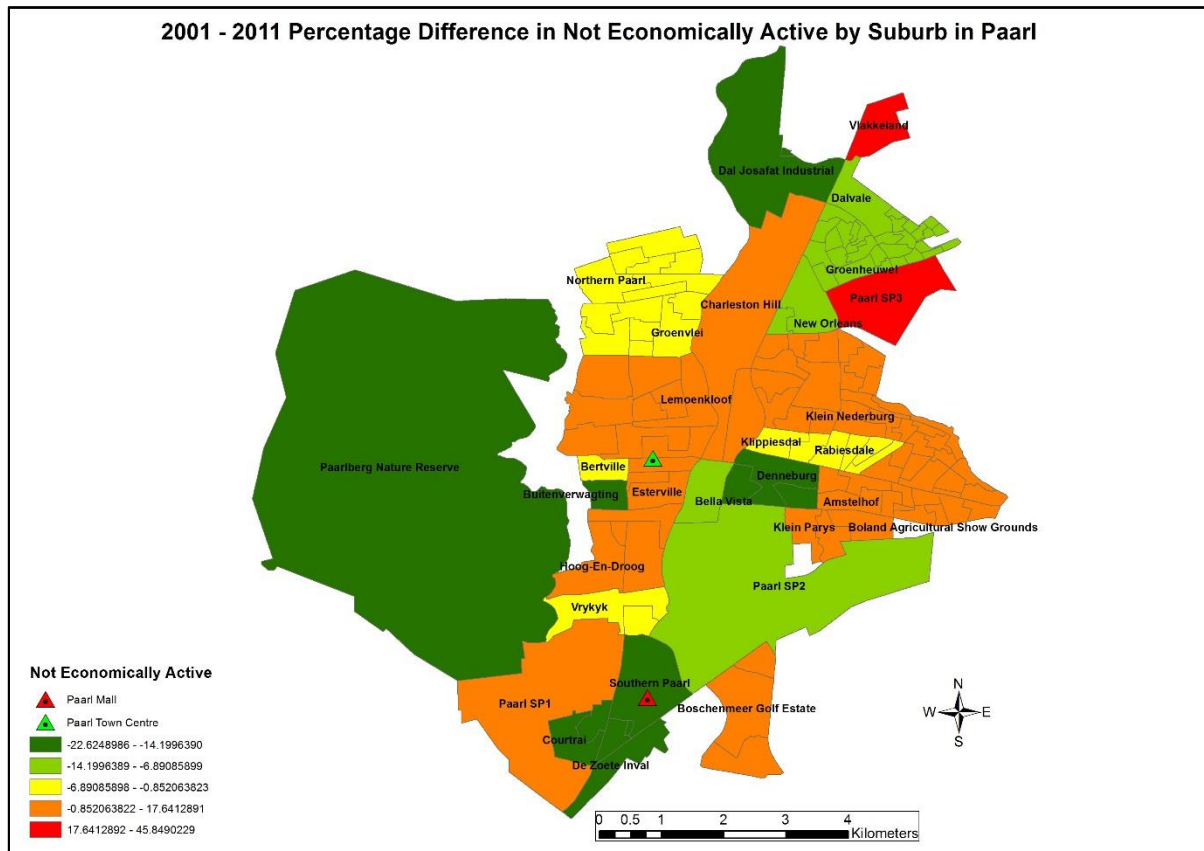 2001 - 2011 Percentage Difference in Not Economically Active by Suburb in Paarl
Vlakkeland
Dal Josafat Industrial
Dalvale
Groenheuwel
Northern Paarl
Paarl SP3
Charleston Hill
New Orleans
Groenvlei
Lemoenkloof
Klein Nederburg
Klippiesdal
Rabiesdale
Paarlberg Nature Reserve
Bertville
Denneburg
Buitenverwagting
Esterville
Bella Vista
Amstelhof
Klein Parys
Boland Agricultural Show Grounds
Hoog-En-Droog
Paarl SP2
Vrykyk
Southern Paarl
Paarl SP1
Boschenmeer Golf Estate
Courtrai
De Zoete Inval
Not Economically Active
Paarl Mall
Paarl Town Centre
-22.6248986 - -14.1996390
-14.1996389 - -6.89085899
-6.89085898 - -0.852063823
-0.852063822 - 17.6412891
17.6412892 - 45.8490229
N
W E
S
0 0.5 1 2 3 4
Kilometers